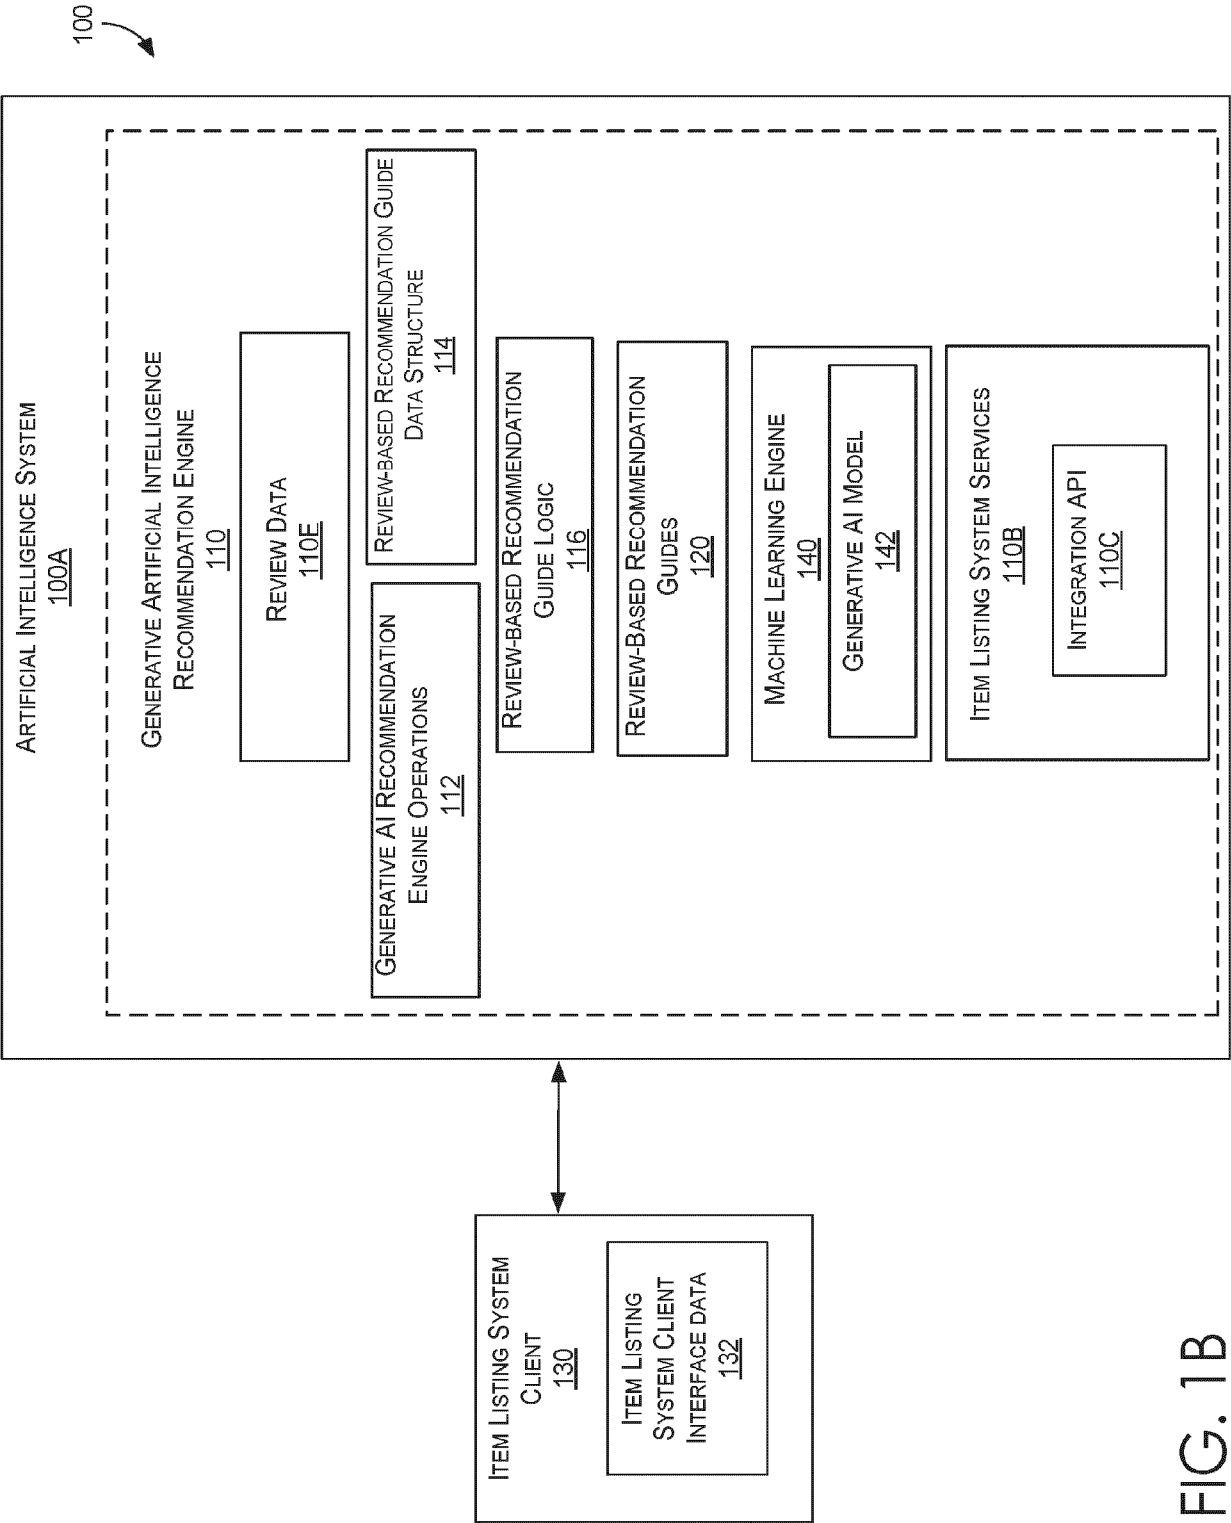 100
ARTIFICIAL INTELLIGENCE SYSTEM
100A
GENERATIVE ARTIFICIAL INTELLIGENCE
RECOMMENDATION ENGINE
110
REVIEW DATA
110E
GENERATIVE AI RECOMMENDATION
ENGINE OPERATIONS
112
REVIEW-BASED RECOMMENDATION GUIDE
DATA STRUCTURE
114
REVIEW-BASED RECOMMENDATION
GUIDE LOGIC
116
REVIEW-BASED RECOMMENDATION
GUIDES
120
MACHINE LEARNING ENGINE
140
GENERATIVE AI MODEL
142
ITEM LISTING SYSTEM SERVICES
110B
INTEGRATION API
110C
ITEM LISTING SYSTEM
CLIENT
130
ITEM LISTING
SYSTEM CLIENT
INTERFACE DATA
132
FIG. 1B